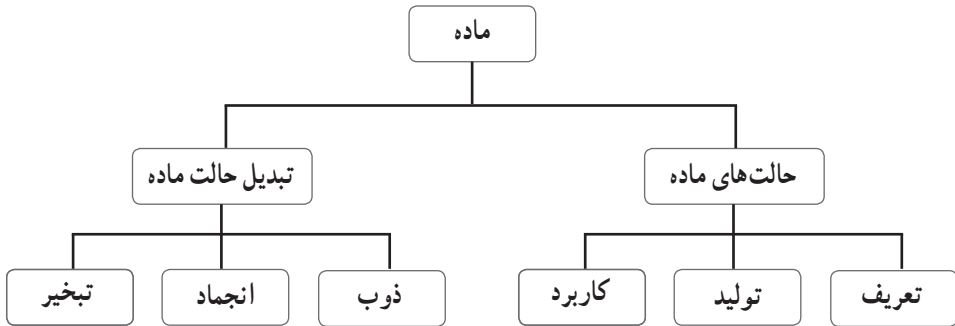 ماده
حالت‌های ماده
تبدیل حالت ماده
تعریف
تولید
کاربرد
ذوب
انجماد
تبخیر